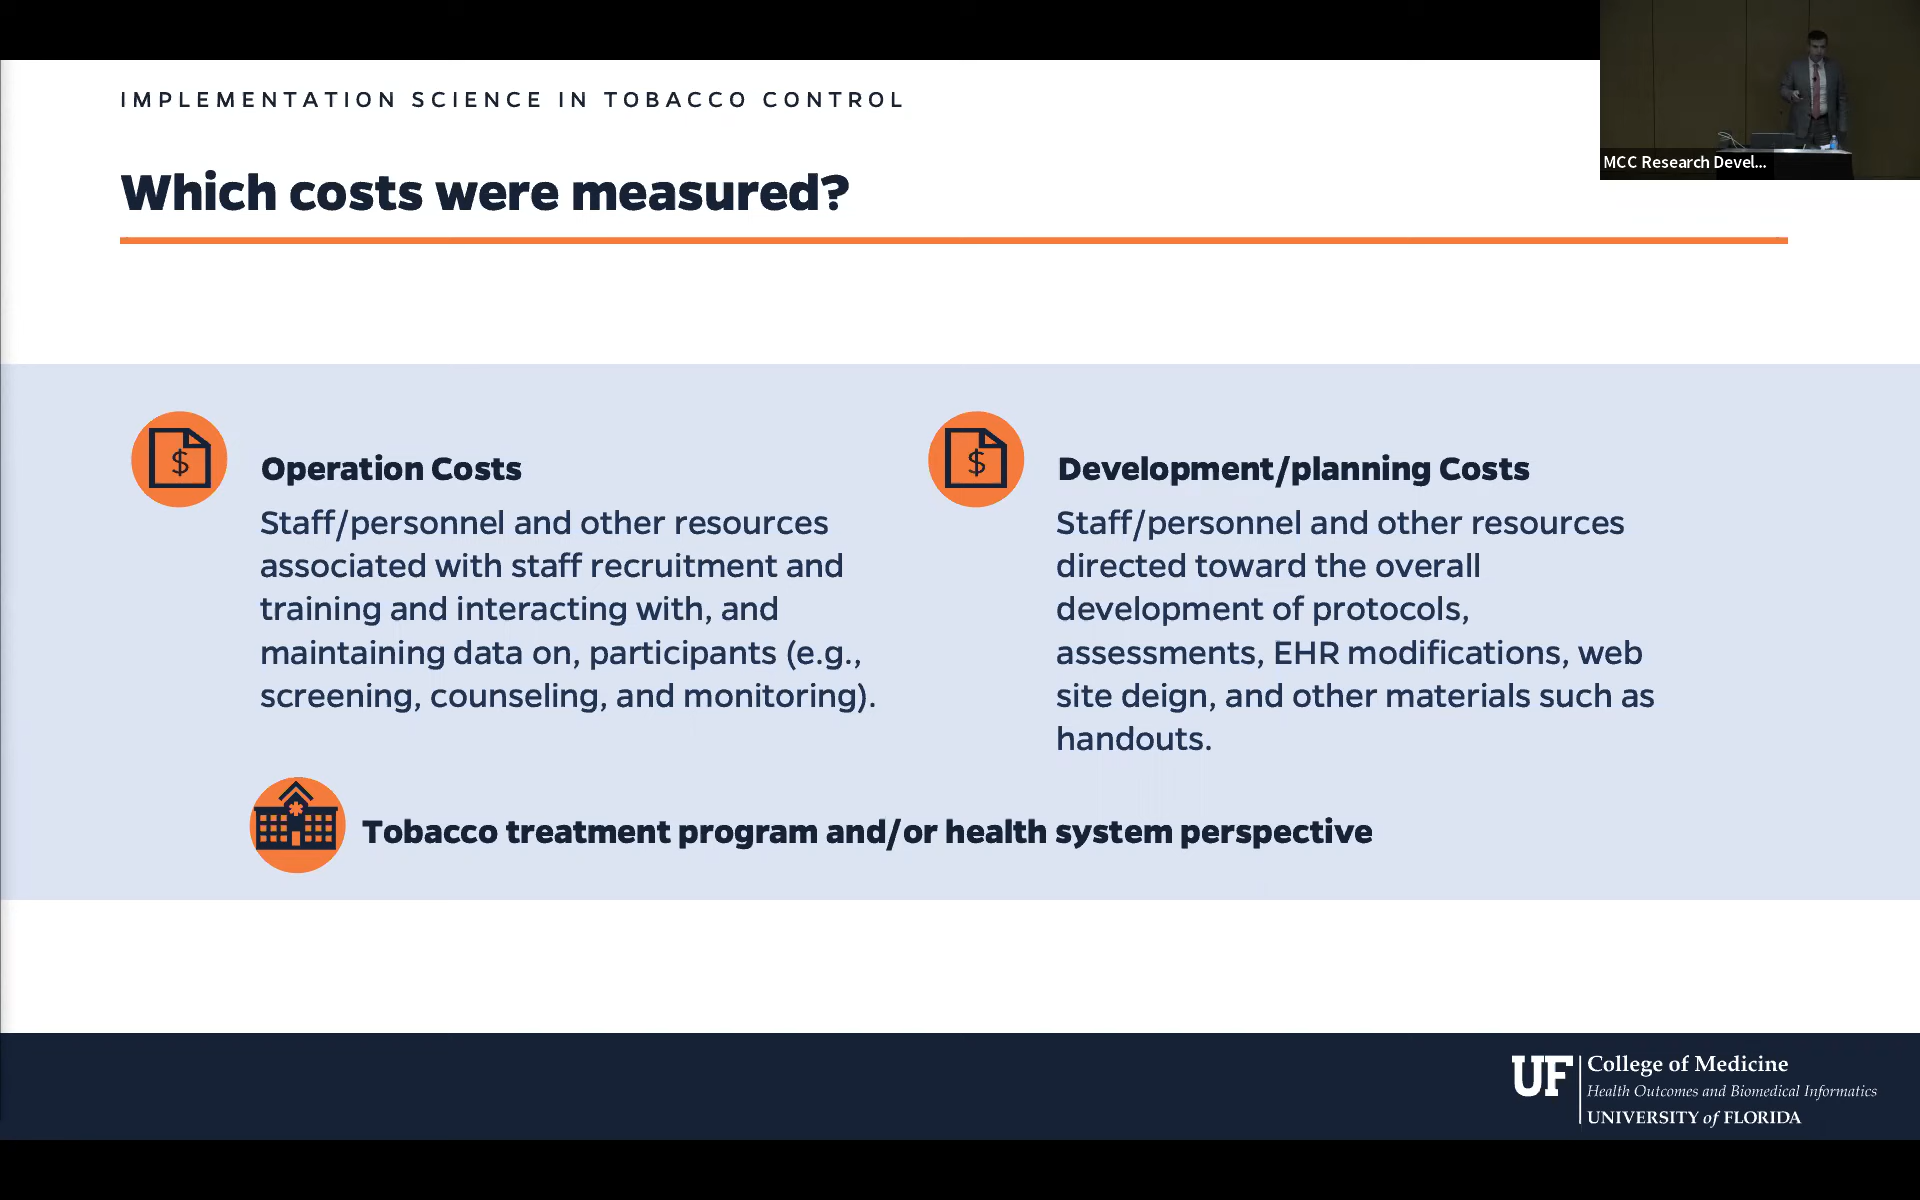 IMPLEMENTATION SCIENCE IN TOBACCO CONTROL
MCC Research Devel...
Which costs were measured?
$
Operation Costs
Staff/personnel and other resources
associated with staff recruitment and
training and interacting with, and
maintaining data on, participants (e.g.,
screening, counseling, and monitoring).
$
Development/planning Costs
Staff/personnel and other resources
directed toward the overall
development of protocols,
assessments, EHR modifications, web
site deign, and other materials such as
handouts.
Tobacco treatment program and/or health system perspective
UF
College of Medicine
Health Outcomes and Biomedical Informatics
UNIVERSITY of FLORIDA